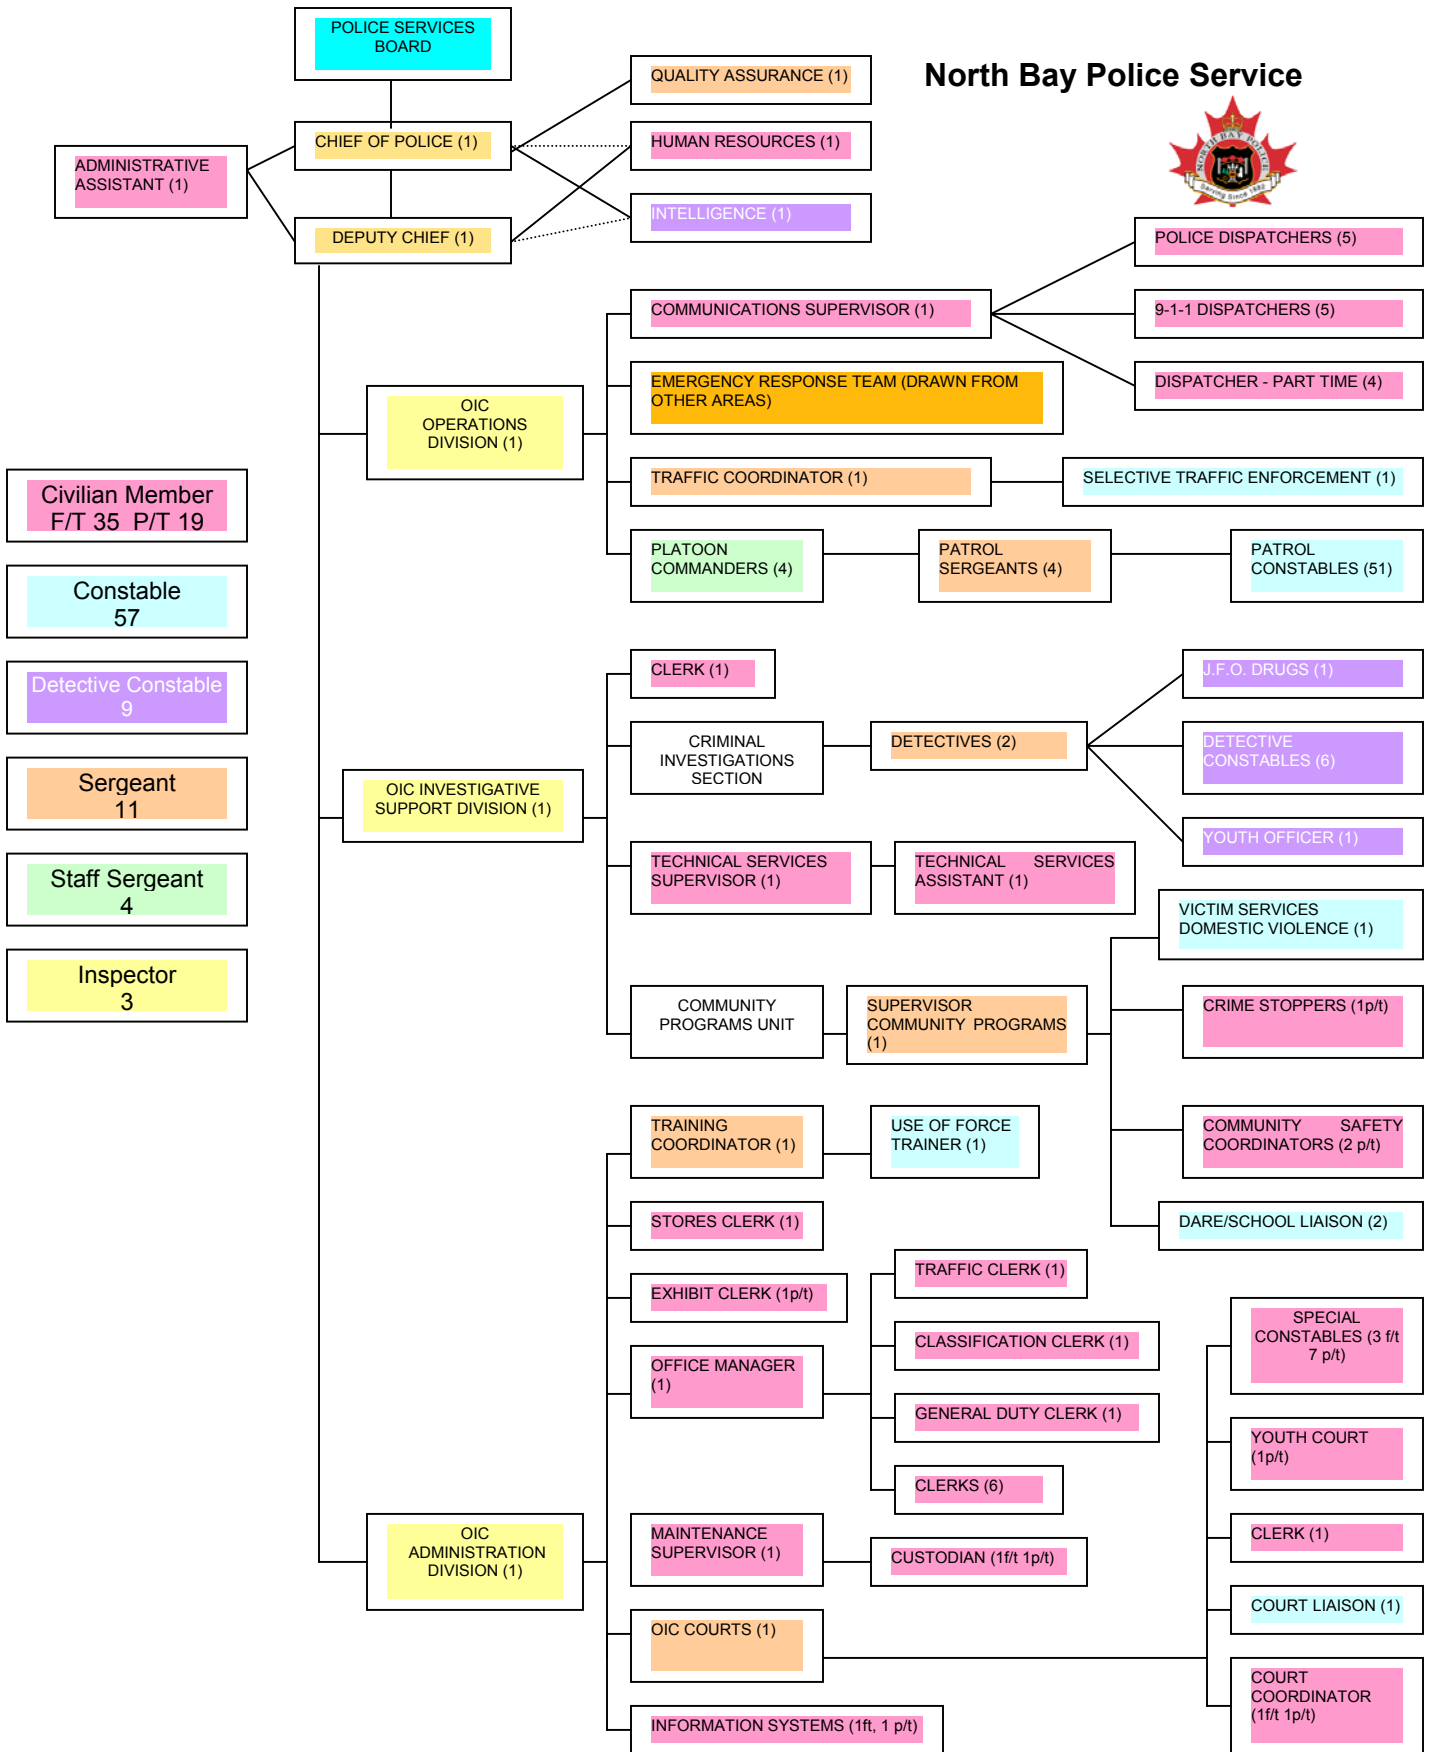 POLICE SERVICES
BOARD
North Bay Police Service
QUALITY ASSURANCE (1)
CHIEF OF POLICE (1)
HUMAN RESOURCES (1)
ADMINISTRATIVE
ASSISTANT (1)
NORTH BAY POLICE
Serving Since 1882
INTELLIGENCE (1)
DEPUTY CHIEF (1)
POLICE DISPATCHERS (5)
COMMUNICATIONS SUPERVISOR (1)
9-1-1 DISPATCHERS (5)
EMERGENCY RESPONSE TEAM (DRAWN FROM
OTHER AREAS)
DISPATCHER - PART TIME (4)
OIC
OPERATIONS
DIVISION (1)
TRAFFIC COORDINATOR (1)
SELECTIVE TRAFFIC ENFORCEMENT (1)
PLATOON
COMMANDERS (4)
PATROL
SERGEANTS (4)
PATROL
CONSTABLES (51)
Civilian Member
F/T 35 P/T 19
Constable
57
Detective Constable
9
Sergeant
11
Staff Sergeant
4
Inspector
3
CLERK (1)
J.F.O. DRUGS (1)
CRIMINAL
INVESTIGATIONS
SECTION
DETECTIVES (2)
DETECTIVE
CONSTABLES (6)
OIC INVESTIGATIVE
SUPPORT DIVISION (1)
YOUTH OFFICER (1)
TECHNICAL SERVICES
SUPERVISOR (1)
TECHNICAL SERVICES
ASSISTANT (1)
VICTIM SERVICES
DOMESTIC VIOLENCE (1)
COMMUNITY
PROGRAMS UNIT
SUPERVISOR
COMMUNITY PROGRAMS
(1)
CRIME STOPPERS (1p/t)
TRAINING
COORDINATOR (1)
USE OF FORCE
TRAINER (1)
COMMUNITY SAFETY
COORDINATORS (2 p/t)
STORES CLERK (1)
DARE/SCHOOL LIAISON (2)
TRAFFIC CLERK (1)
EXHIBIT CLERK (1p/t)
SPECIAL
CONSTABLES (3 f/t
7 p/t)
CLASSIFICATION CLERK (1)
OFFICE MANAGER
(1)
GENERAL DUTY CLERK (1)
YOUTH COURT
(1p/t)
CLERKS (6)
OIC
ADMINISTRATION
DIVISION (1)
MAINTENANCE
SUPERVISOR (1)
CUSTODIAN (1f/t 1p/t)
CLERK (1)
OIC COURTS (1)
COURT LIAISON (1)
COURT
COORDINATOR
(1f/t 1p/t)
INFORMATION SYSTEMS (1ft, 1 p/t)